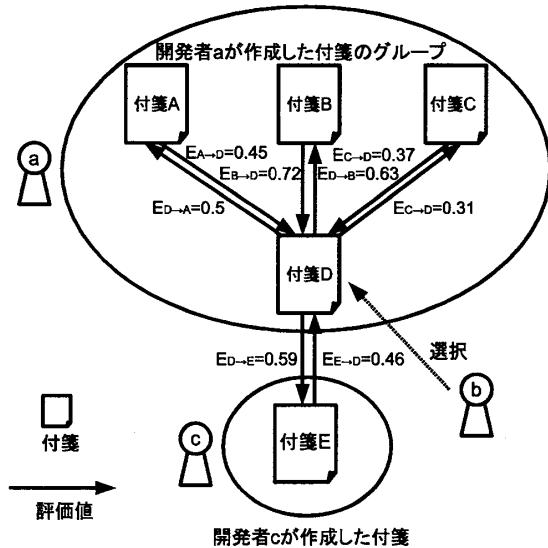 開発者aが作成した付箋のグループ
付箋A
付箋B
付箋C
a
EA→D=0.45
EC→D=0.37
EB→D=0.72
ED→B=0.63
ED→A=0.5
EC→D=0.31
付箋D
選択
ED→E=0.59
EE→D=0.46
b
付箋
c
付箋E
評価値
開発者cが作成した付箋